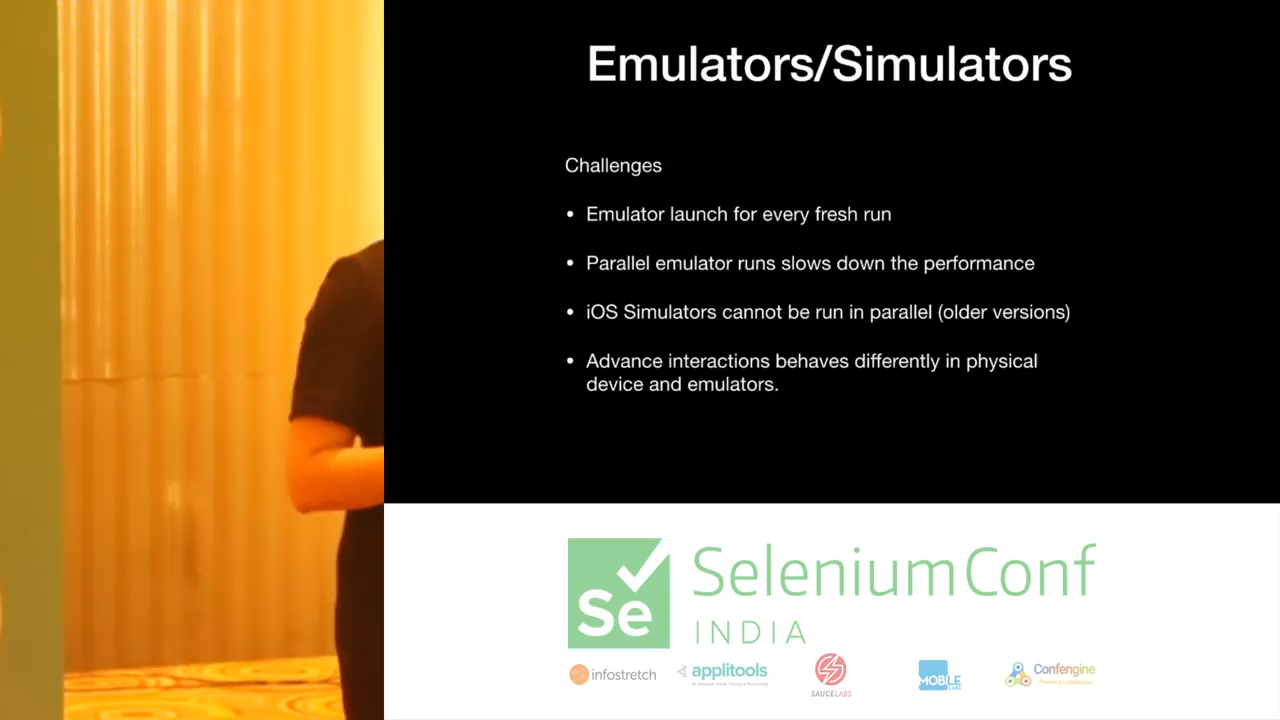 Emulators/Simulators
Challenges
• Emulator launch for every fresh run
• Parallel emulator runs slows down the performance
• iOS Simulators cannot be run in parallel (older versions)
• Advance interactions behaves differently in physical
device and emulators.
Se
SeleniumConf
INDIA
infostretch
applitools
SAUCELABS
MOBILE
LABS
Confengine